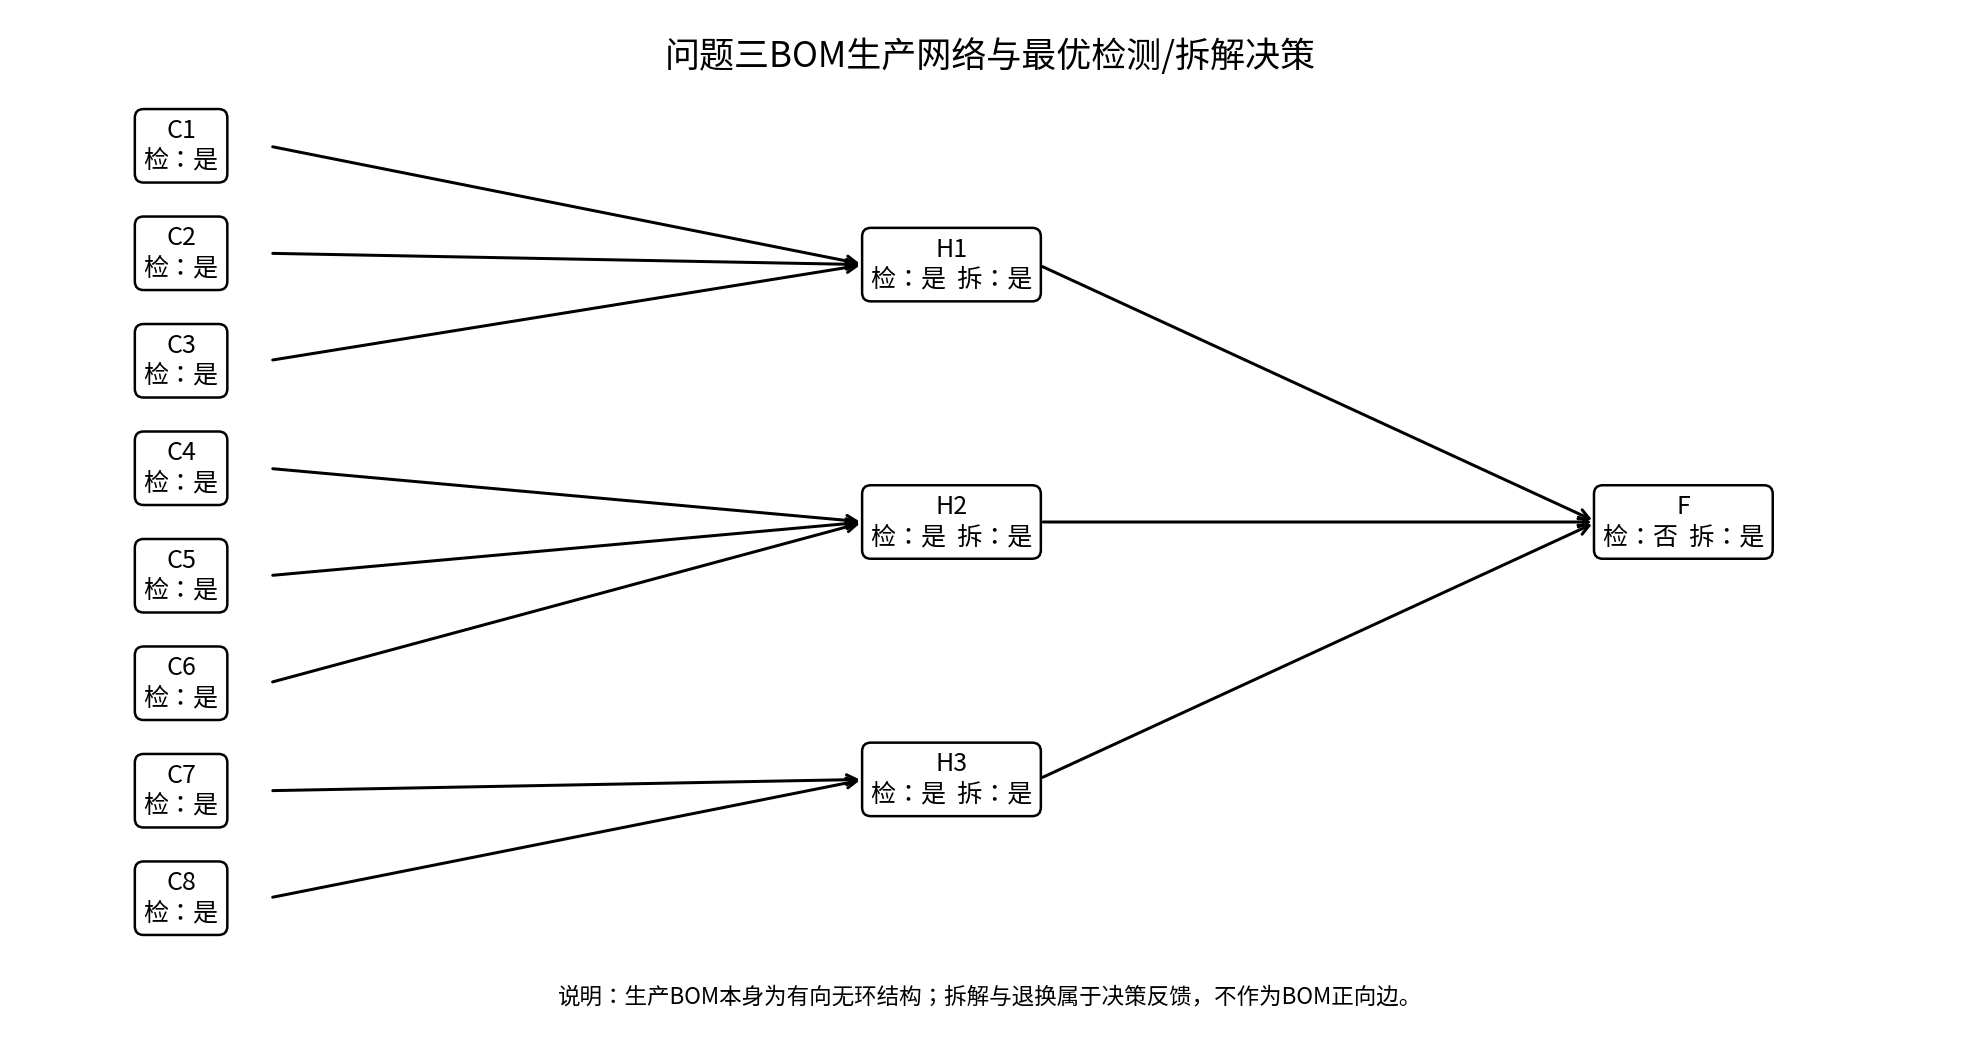 问题三BOM生产网络与最优检测/拆解决策
C1
检：是
C2
检：是
C3
检：是
C4
检：是
C5
检：是
C6
检：是
C7
检：是
C8
检：是
H1
检：是 拆：是
H2
检：是 拆：是
H3
检：是 拆：是
F
检：否 拆：是
说明：生产BOM本身为有向无环结构；拆解与退换属于决策反馈，不作为BOM正向边。